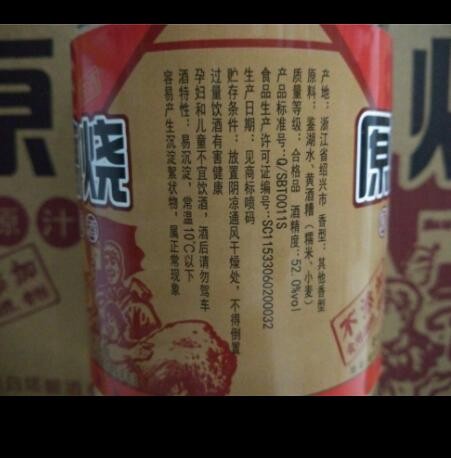 产地：浙江省绍兴市 香型：其他香型
原料：鉴湖水、黄酒糟（糯米、小麦）
质量等级：合格品 酒精度：52.0%vol
产品标准号：Q/SBT0011S
食品生产许可证编号：SC11533060200032
生产日期：见商标喷码
贮存条件：放置阴凉通风干燥处，不得倒置
过量饮酒有害健康
孕妇和儿童不宜饮酒，酒后请勿驾车
酒特性：易沉淀，常温10℃以下
容易产生沉淀絮状物，属正常现象
烧
酒
原
原
汁
烧
不